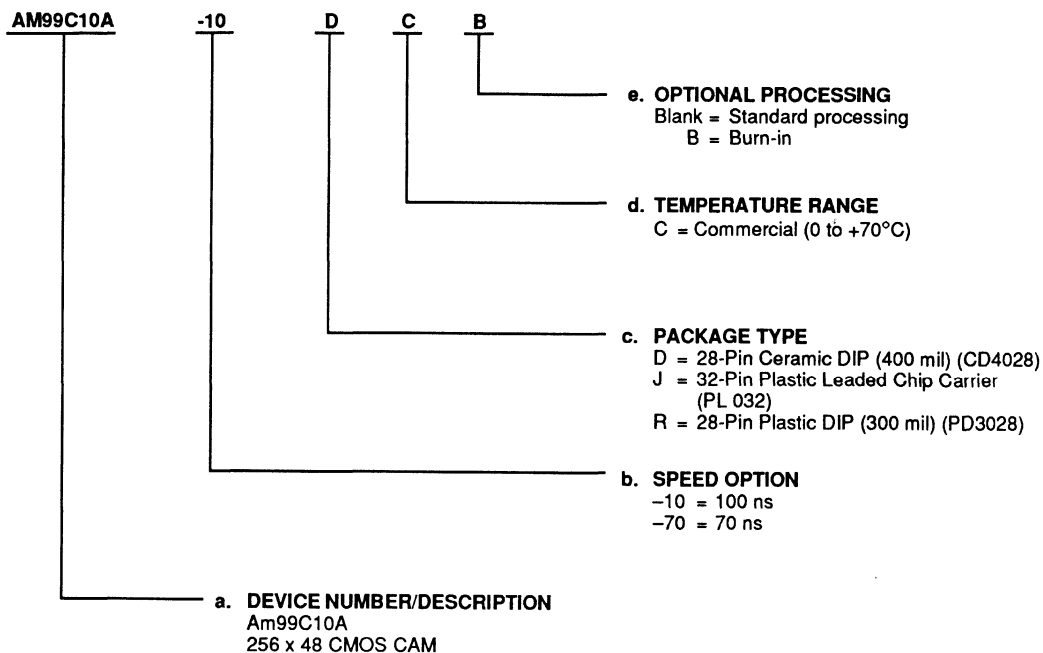 AM99C10A -10 D C B
e. OPTIONAL PROCESSING
Blank = Standard processing
B = Burn-in
d. TEMPERATURE RANGE
C = Commercial (0 to +70°C)
c. PACKAGE TYPE
D = 28-Pin Ceramic DIP (400 mil) (CD4028)
J = 32-Pin Plastic Leaded Chip Carrier
(PL 032)
R = 28-Pin Plastic DIP (300 mil) (PD3028)
b. SPEED OPTION
–10 = 100 ns
–70 = 70 ns
a. DEVICE NUMBER/DESCRIPTION
Am99C10A
256 x 48 CMOS CAM